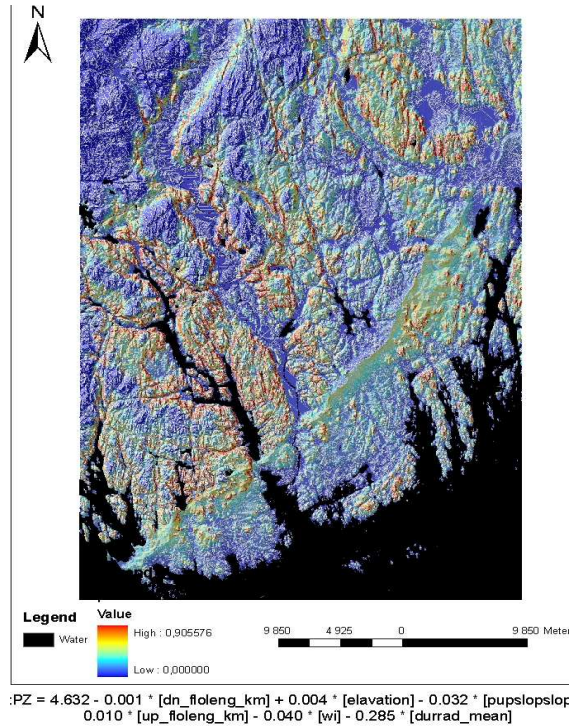 N
Legend
Value
Water
High : 0,905576
Low : 0,000000
9 850 4 925 0 9 850 Mete
:PZ = 4.632 - 0.001 * [dn_floleng_km] + 0.004 * [elavation] - 0.032 * [pupslopslop
0.010 * [up_floleng_km] - 0.040 * [wi] - 0.285 * [durrad_mean]